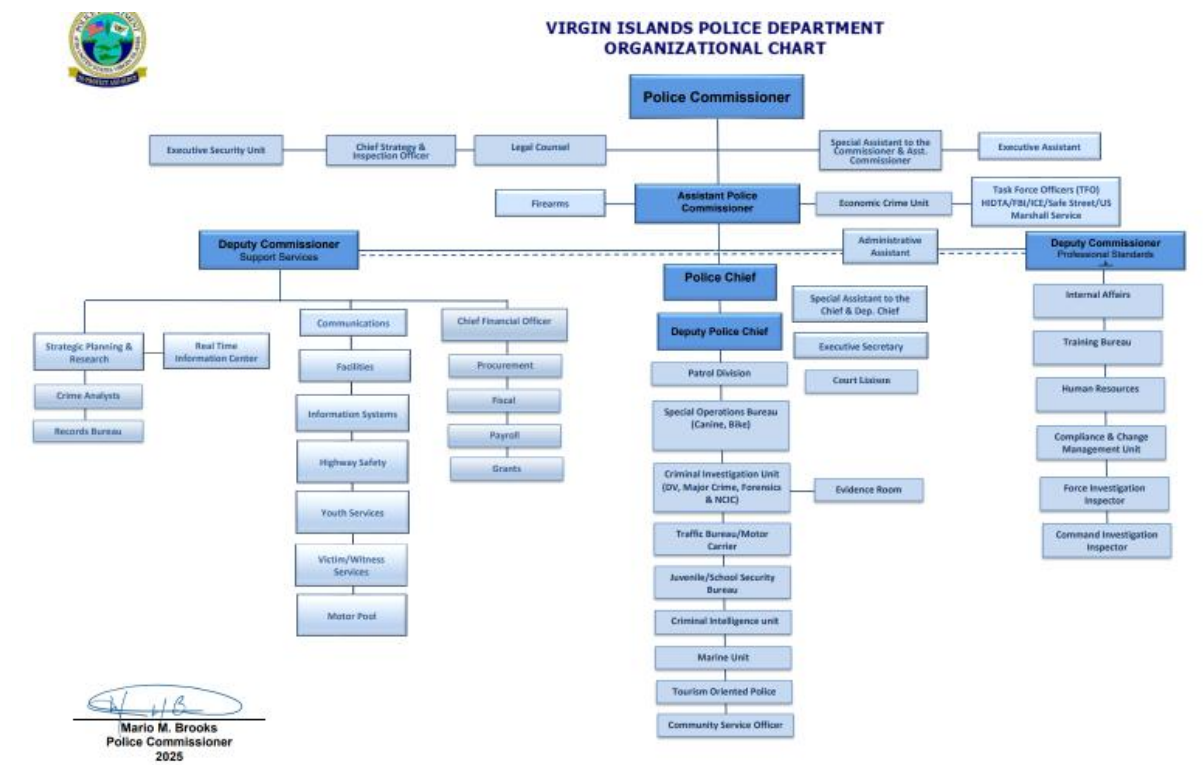 VIRGIN ISLANDS POLICE DEPARTMENT
ORGANIZATIONAL CHART
TO PROTECT AND SERVE
Police Commissioner
Executive Security Unit
Chief Strategy &
Inspection Officer
Legal Counsel
Special Assistant to the
Commissioner & Asst.
Commissioner
Executive Assistant
Firearms
Assistant Police
Commissioner
Economic Crime Unit
Task Force Officers (TFO)
HIDTA/FBI/ICE/Safe Street/US
Marshall Service
Deputy Commissioner
Support Services
Administrative
Assistant
Deputy Commissioner
Professional Standards
Police Chief
Deputy Police Chief
Special Assistant to the
Chief & Dep. Chief
Executive Secretary
Court Liaison
Strategic Planning &
Research
Real Time
Information Center
Crime Analysts
Records Bureau
Communications
Facilities
Information Systems
Highway Safety
Youth Services
Victim/Witness
Services
Motor Pool
Chief Financial Officer
Procurement
Fiscal
Payroll
Grants
Patrol Division
Special Operations Bureau
(Canine, Bike)
Criminal Investigation Unit
(DV, Major Crime, Forensics
& NCIC)
Evidence Room
Traffic Bureau/Motor
Carrier
Juvenile/School Security
Bureau
Criminal Intelligence unit
Marine Unit
Tourism Oriented Police
Community Service Officer
Internal Affairs
Training Bureau
Human Resources
Compliance & Change
Management Unit
Force Investigation
Inspector
Command Investigation
Inspector
Mario M. Brooks
Police Commissioner
2025